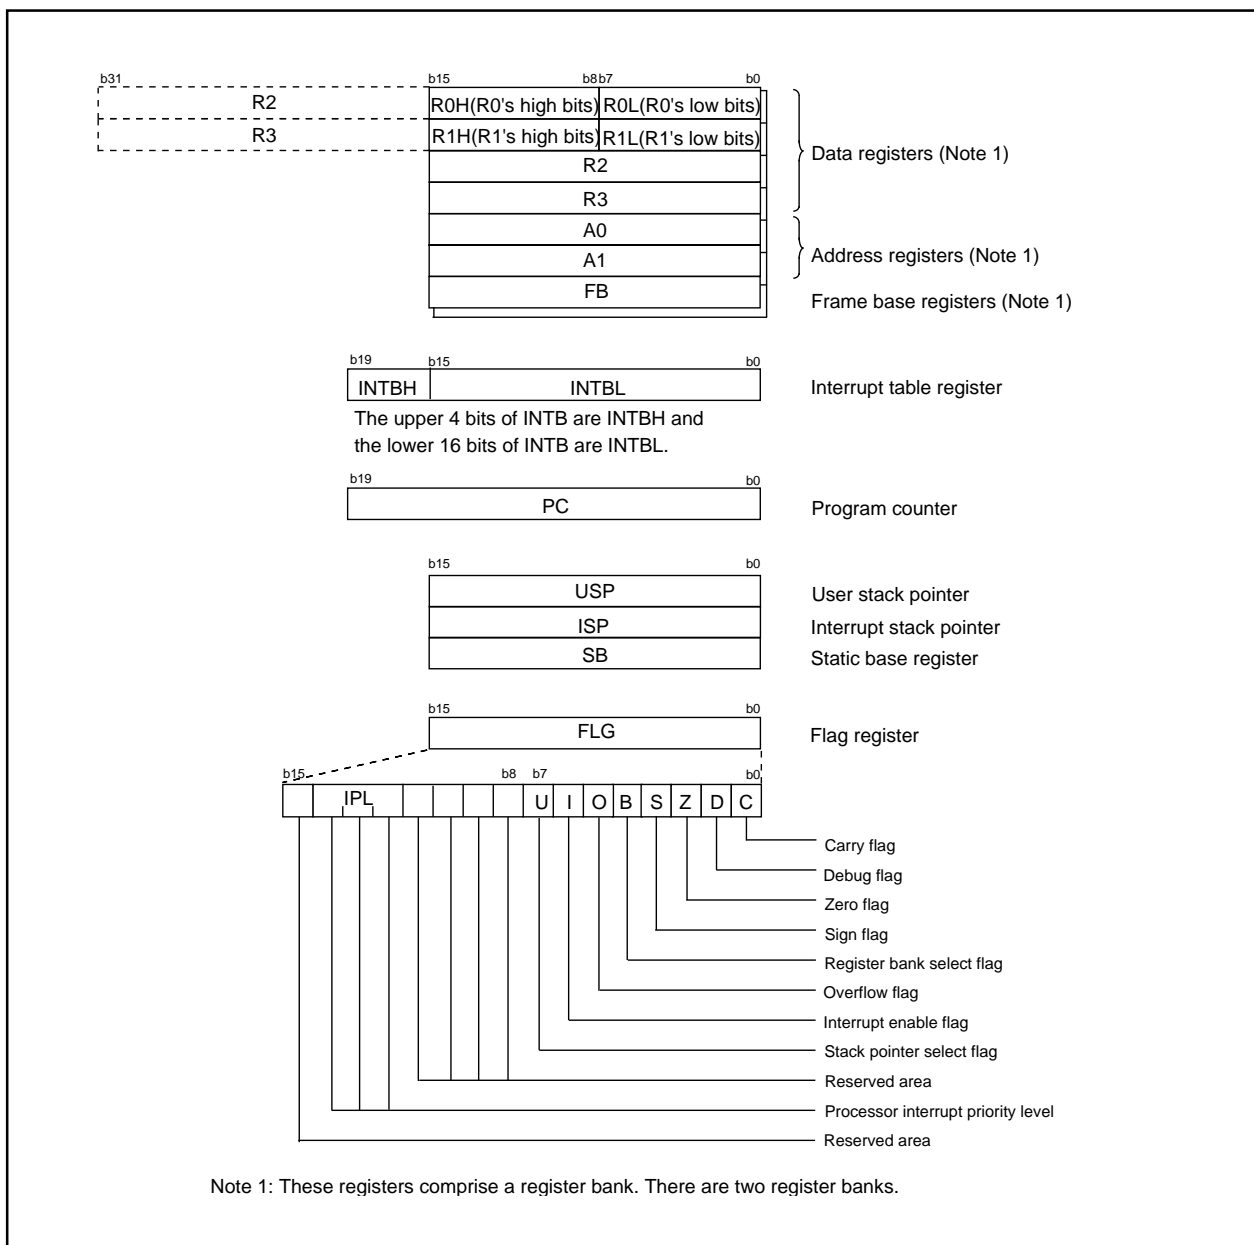 b31 b15 b8 b7 b0
R2 R0H(R0's high bits) R0L(R0's low bits)
R3 R1H(R1's high bits) R1L(R1's low bits)
Data registers (Note 1)
R2
R3
A0
A1
Address registers (Note 1)
FB
Frame base registers (Note 1)
b19 b15 b0
INTBH INTBL Interrupt table register
The upper 4 bits of INTB are INTBH and
the lower 16 bits of INTB are INTBL.
b19 b0
PC Program counter
b15 b0
USP User stack pointer
ISP Interrupt stack pointer
SB Static base register
b15 b0
FLG Flag register
b15 b8 b7 b0
IPL U I O B S Z D C
Carry flag
Debug flag
Zero flag
Sign flag
Register bank select flag
Overflow flag
Interrupt enable flag
Stack pointer select flag
Reserved area
Processor interrupt priority level
Reserved area
Note 1: These registers comprise a register bank. There are two register banks.